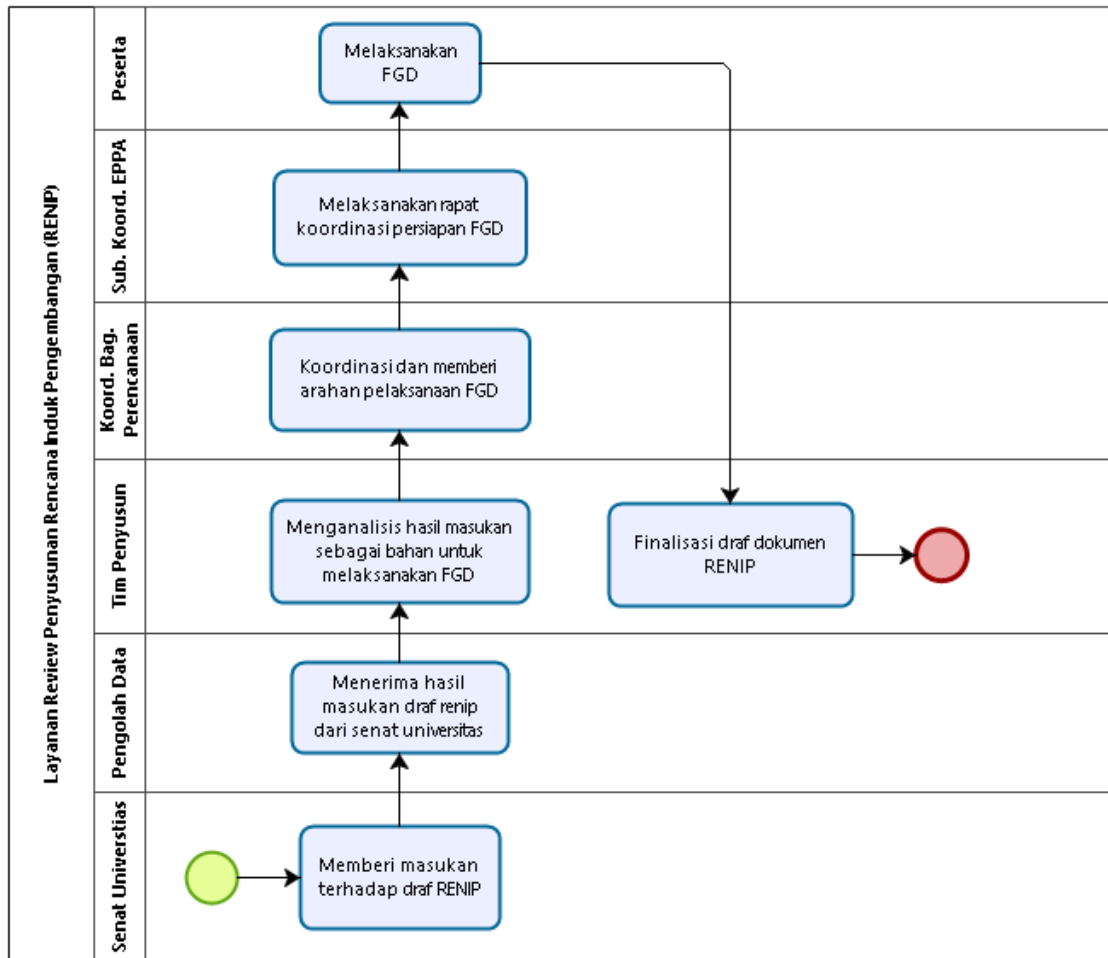 Layanan Review Penyusunan Rencana Induk Pengembangan (RENIP)
Peserta
Melaksanakan
FGD
Sub. Koord. EPPA
Melaksanakan rapat
koordinasi persiapan FGD
Koord. Bag.
Perencanaan
Koordinasi dan memberi
arahan pelaksanaan FGD
Tim Penyusun
Menganalisis hasil masukan
sebagai bahan untuk
melaksanakan FGD
Finalisasi draf dokumen
RENIP
Pengolah Data
Menerima hasil
masukan draf renip
dari senat universitas
Senat Universtias
Memberi masukan
terhadap draf RENIP